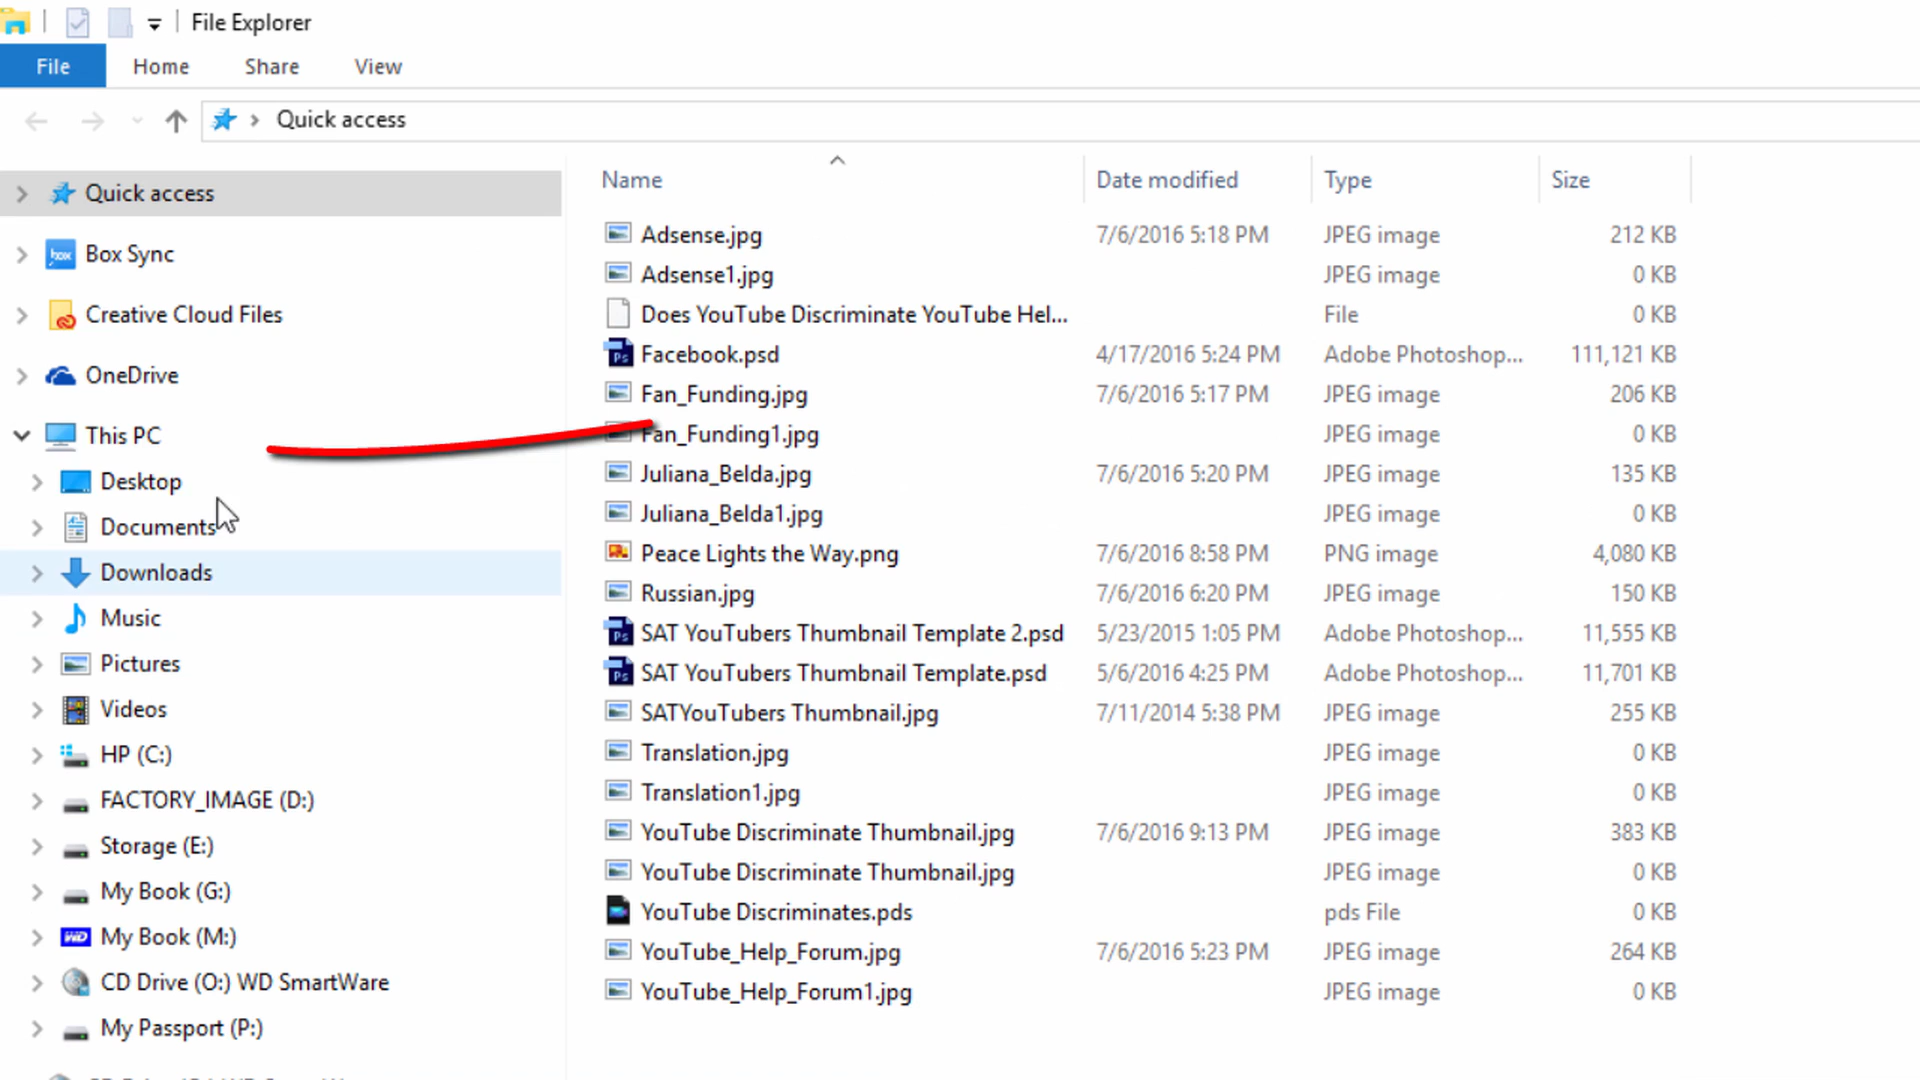 File Explorer
File Home Share View
Quick access
Name Date modified Type Size
Quick access
Box Sync
Creative Cloud Files
OneDrive
This PC
Desktop
Documents
Downloads
Music
Pictures
Videos
HP (C:)
FACTORY_IMAGE (D:)
Storage (E:)
My Book (G:)
My Book (M:)
CD Drive (O:) WD SmartWare
My Passport (P:)
Adsense.jpg 7/6/2016 5:18 PM JPEG image 212 KB
Adsense1.jpg JPEG image 0 KB
Does YouTube Discriminate YouTube Hel... File 0 KB
Facebook.psd 4/17/2016 5:24 PM Adobe Photoshop... 111,121 KB
Fan_Funding.jpg 7/6/2016 5:17 PM JPEG image 206 KB
Fan_Funding1.jpg JPEG image 0 KB
Juliana_Belda.jpg 7/6/2016 5:20 PM JPEG image 135 KB
Juliana_Belda1.jpg JPEG image 0 KB
Peace Lights the Way.png 7/6/2016 8:58 PM PNG image 4,080 KB
Russian.jpg 7/6/2016 6:20 PM JPEG image 150 KB
SAT YouTubers Thumbnail Template 2.psd 5/23/2015 1:05 PM Adobe Photoshop... 11,555 KB
SAT YouTubers Thumbnail Template.psd 5/6/2016 4:25 PM Adobe Photoshop... 11,701 KB
SATYouTubers Thumbnail.jpg 7/11/2014 5:38 PM JPEG image 255 KB
Translation.jpg JPEG image 0 KB
Translation1.jpg JPEG image 0 KB
YouTube Discriminate Thumbnail.jpg 7/6/2016 9:13 PM JPEG image 383 KB
YouTube Discriminate Thumbnail.jpg JPEG image 0 KB
YouTube Discriminates.pds pds File 0 KB
YouTube_Help_Forum.jpg 7/6/2016 5:23 PM JPEG image 264 KB
YouTube_Help_Forum1.jpg JPEG image 0 KB